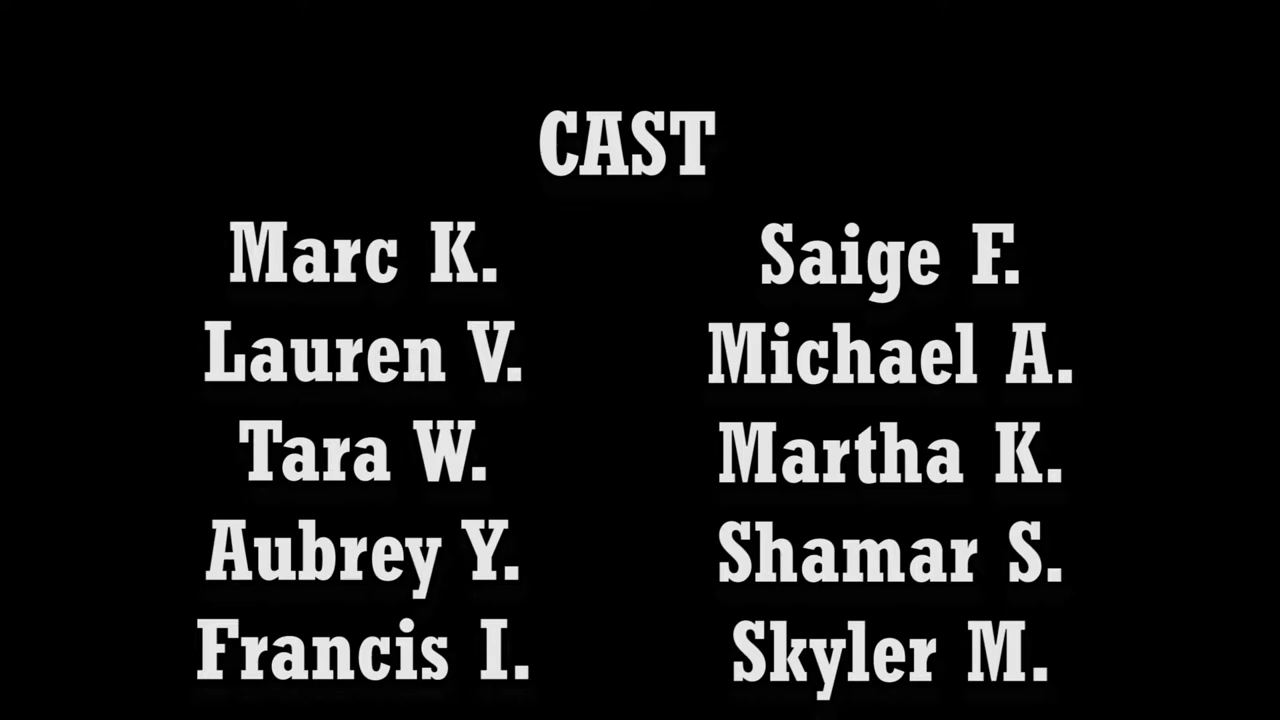 CAST
Marc K.
Lauren V.
Tara W.
Aubrey Y.
Francis I.
Saige F.
Michael A.
Martha K.
Shamar S.
Skyler M.